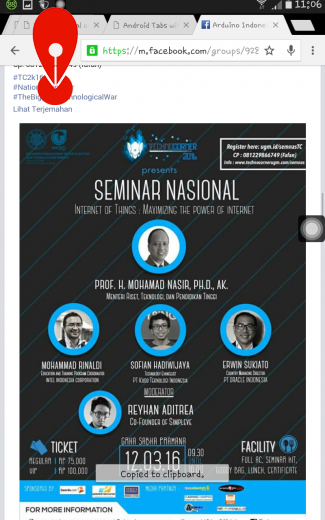 11:06
Android Tabs wi
Arduino Indone
https://m.facebook.com/groups/928
#TC2k1
#Nation
#TheBig
nologicalWar
Lihat Terjemahan
Register here: ugm.id/semnasTC
CP : 081229866749 (Fafan)
Info : www.technocornerugm.com/semnas
TECHNOCORNER
2016
presents
SEMINAR NASIONAL
INTERNET OF THINGS : MAXIMIZING THE POWER OF INTERNET
PROF. H. MOHAMAD NASIR, PH.D., AK.
MENTERI RISET, TEKNOLOGI, DAN PENDIDIKAN TINGGI
MOHAMMAD RINALDI
EDUCATION AND TRAINING PROGRAM COORDINATOR
INTEL INDONESIA CORPORATION
SOFIAN HADIWIJAYA
TECHNOLOGY EVANGELIST
PT KUDO TEKNOLOGI INDONESIA
ERWIN SUKIATO
COUNTRY MANAGING DIRECTOR
PT ORACLE INDONESIA
MODERATOR
REYHAN ADITREA
CO-FOUNDER OF SIMPLEVE
TICKET
REGULAR | RP 75,000
VIP | RP 100,000
GRHA SABHA PRAMANA
12.03.16
09.30
FACILITY
FULL AC, SEMINAR KIT,
GOODY BAG, LUNCH, CERTIFICATE
Copied to clipboard.
SPONSORED BY
MEDIA PARTNER
FOR MORE INFORMATION